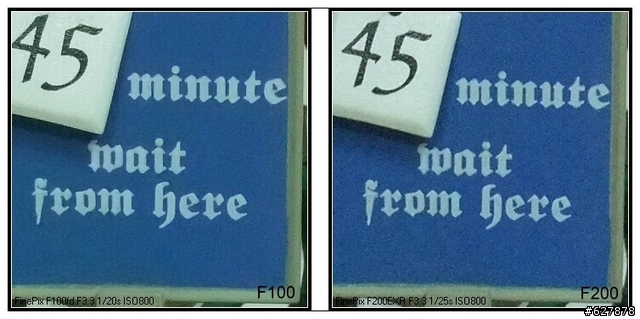 45
minute
wait
from here
FinePix F100fd F3.3 1/20s ISO800
F100
45
minute
wait
from here
FinePix F200EXR F3.3 1/25s ISO800
F200
#627878